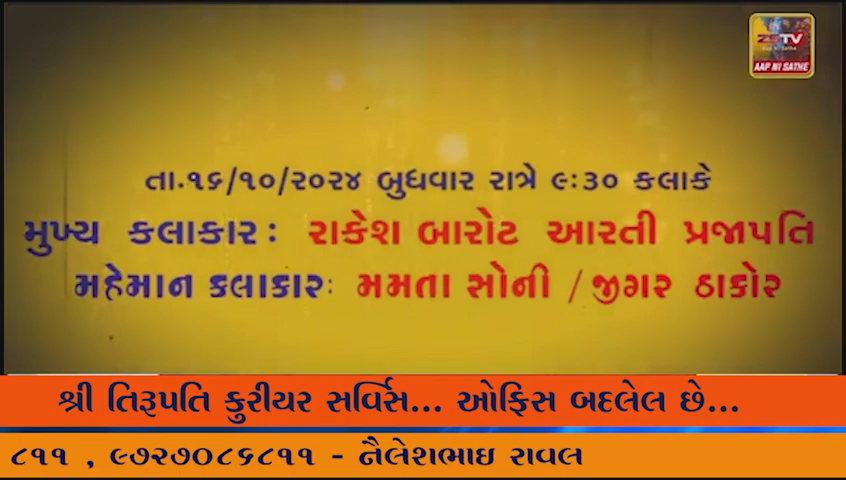 ZSTV
AAP NI SATHE
તા.૧૬/૧૦/૨૦૨૪ બુધવાર રાત્રે ૯:૩૦ કલાકે
મુખ્ય કલાકાર: રાકેશ બારોટ આરતી પ્રજાપતિ
મહેમાન કલાકાર: મમતા સોની / જીગર ઠાકોર
શ્રી તિરૂપતિ કુરીયર સર્વિસ... ઓફિસ બદલેલ છે...
૮૧૧ , ૯૭૨૭૦૮૬૮૧૧ - નૈલેશભાઇ રાવલ